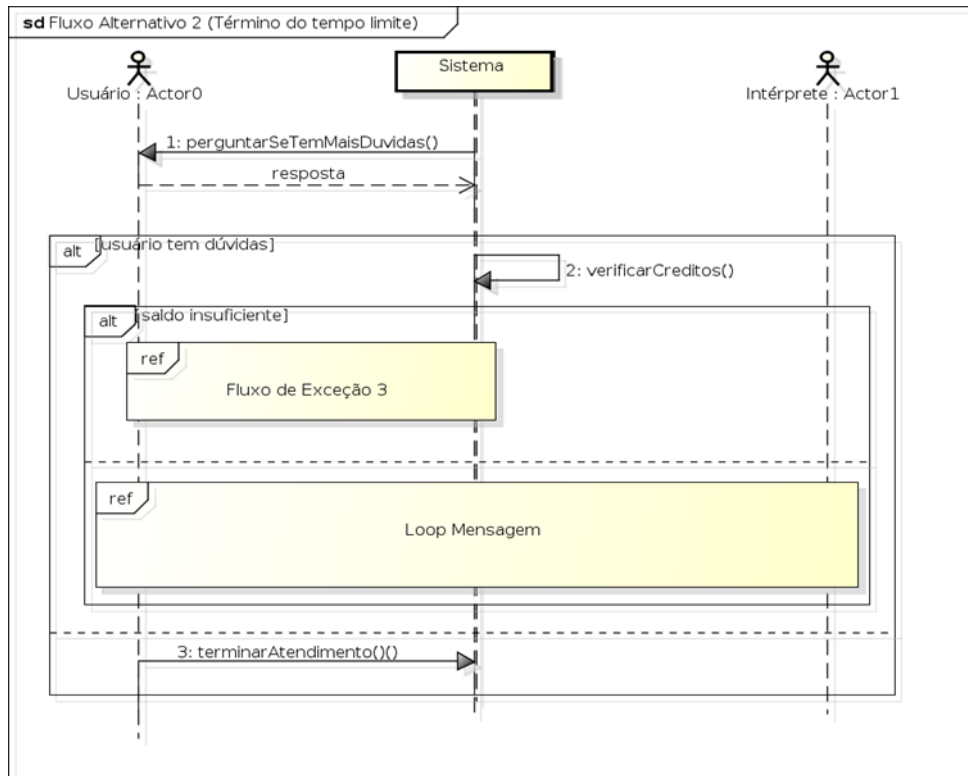 sd Fluxo Alternativo 2 (Término do tempo limite)
Sistema
Usuário : Actor0
Intérprete : Actor1
1: perguntarSeTemMaisDuvidas()
resposta
alt [usuário tem dúvidas]
2: verificarCreditos()
alt [saldo insuficiente]
ref
Fluxo de Exceção 3
ref
Loop Mensagem
3: terminarAtendimento()()